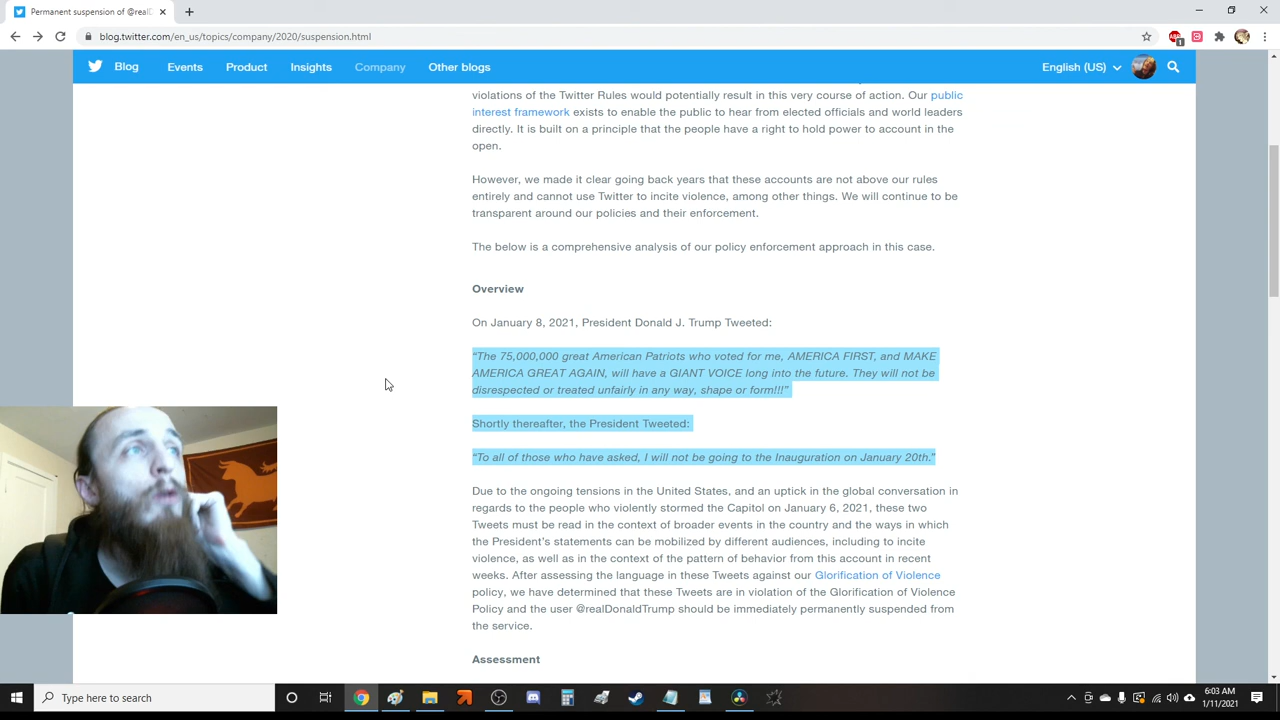 Permanent suspension of @realD
blog.twitter.com/en_us/topics/company/2020/suspension.html
1
Blog Events Product Insights Company Other blogs English (US)
violations of the Twitter Rules would potentially result in this very course of action. Our public
interest framework exists to enable the public to hear from elected officials and world leaders
directly. It is built on a principle that the people have a right to hold power to account in the
open.
However, we made it clear going back years that these accounts are not above our rules
entirely and cannot use Twitter to incite violence, among other things. We will continue to be
transparent around our policies and their enforcement.
The below is a comprehensive analysis of our policy enforcement approach in this case.
Overview
On January 8, 2021, President Donald J. Trump Tweeted:
“The 75,000,000 great American Patriots who voted for me, AMERICA FIRST, and MAKE
AMERICA GREAT AGAIN, will have a GIANT VOICE long into the future. They will not be
disrespected or treated unfairly in any way, shape or form!!!”
Shortly thereafter, the President Tweeted:
“To all of those who have asked, I will not be going to the Inauguration on January 20th.”
Due to the ongoing tensions in the United States, and an uptick in the global conversation in
regards to the people who violently stormed the Capitol on January 6, 2021, these two
Tweets must be read in the context of broader events in the country and the ways in which
the President’s statements can be mobilized by different audiences, including to incite
violence, as well as in the context of the pattern of behavior from this account in recent
weeks. After assessing the language in these Tweets against our Glorification of Violence
policy, we have determined that these Tweets are in violation of the Glorification of Violence
Policy and the user @realDonaldTrump should be immediately permanently suspended from
the service.
Assessment
Type here to search
6:03 AM
1/11/2021